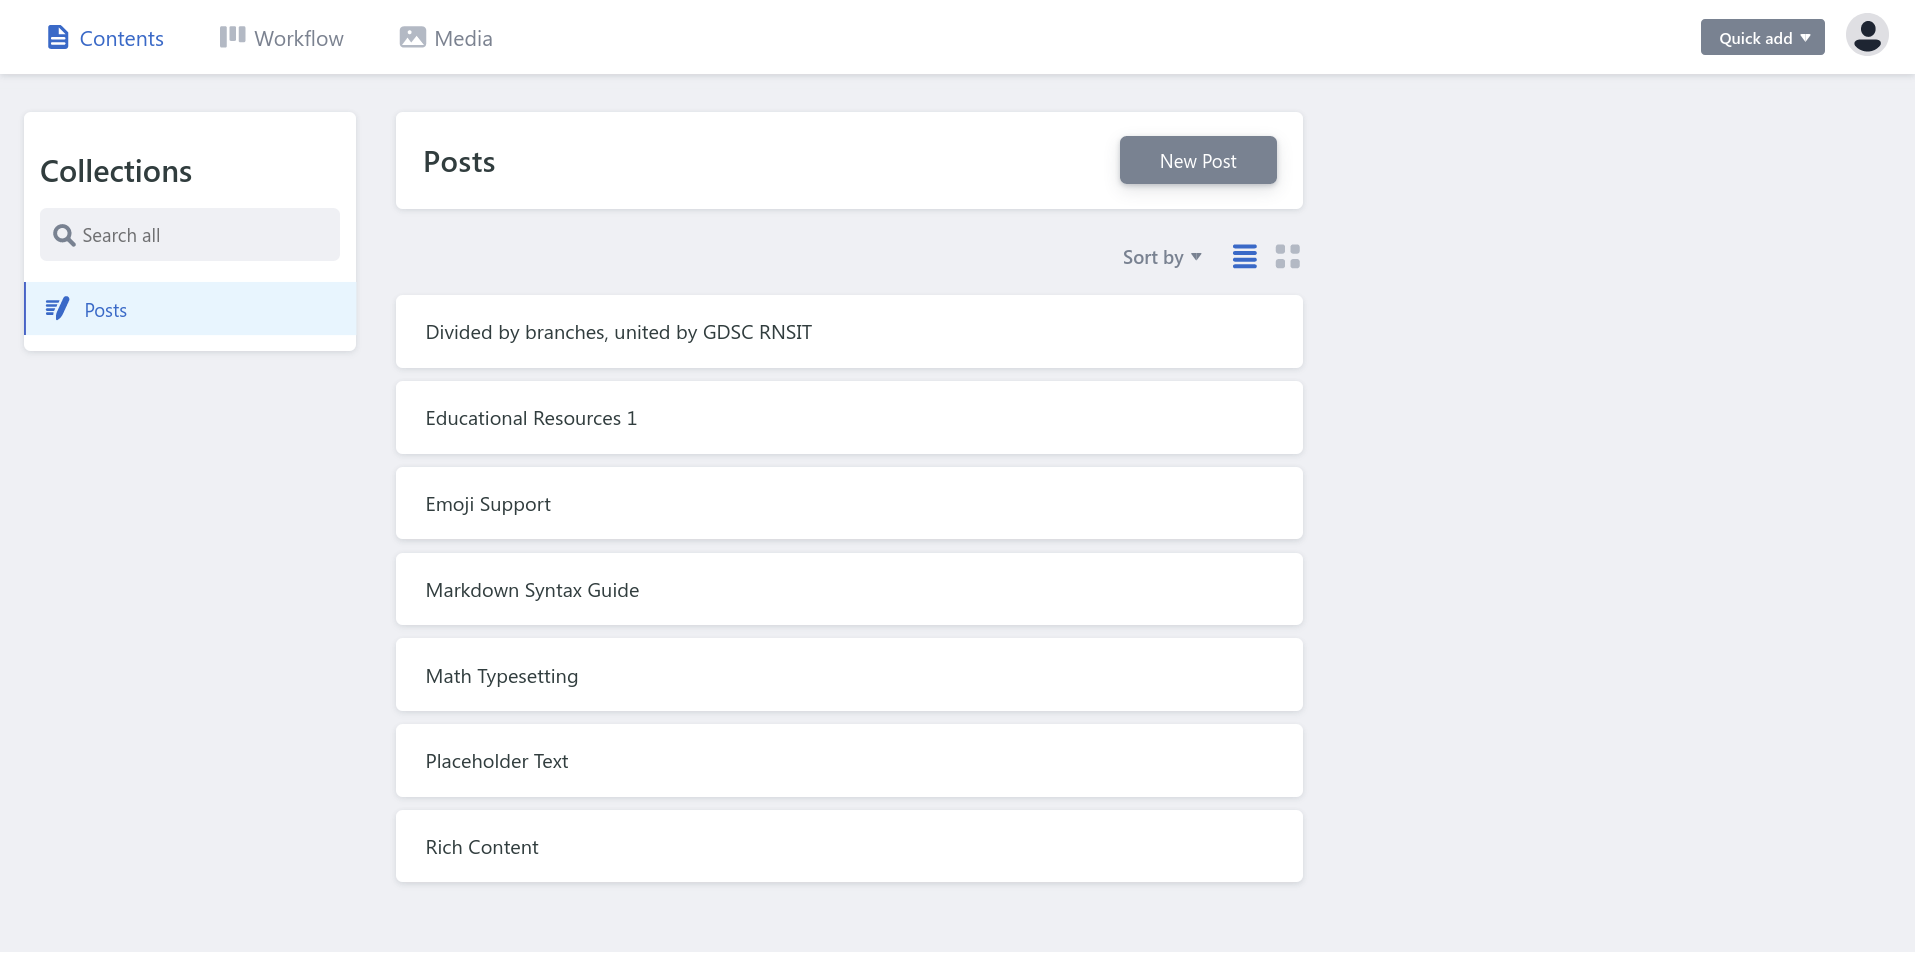 Contents
Workflow
Media
Quick add
Collections
Search all
Posts
Posts
New Post
Sort by
Divided by branches, united by GDSC RNSIT
Educational Resources 1
Emoji Support
Markdown Syntax Guide
Math Typesetting
Placeholder Text
Rich Content